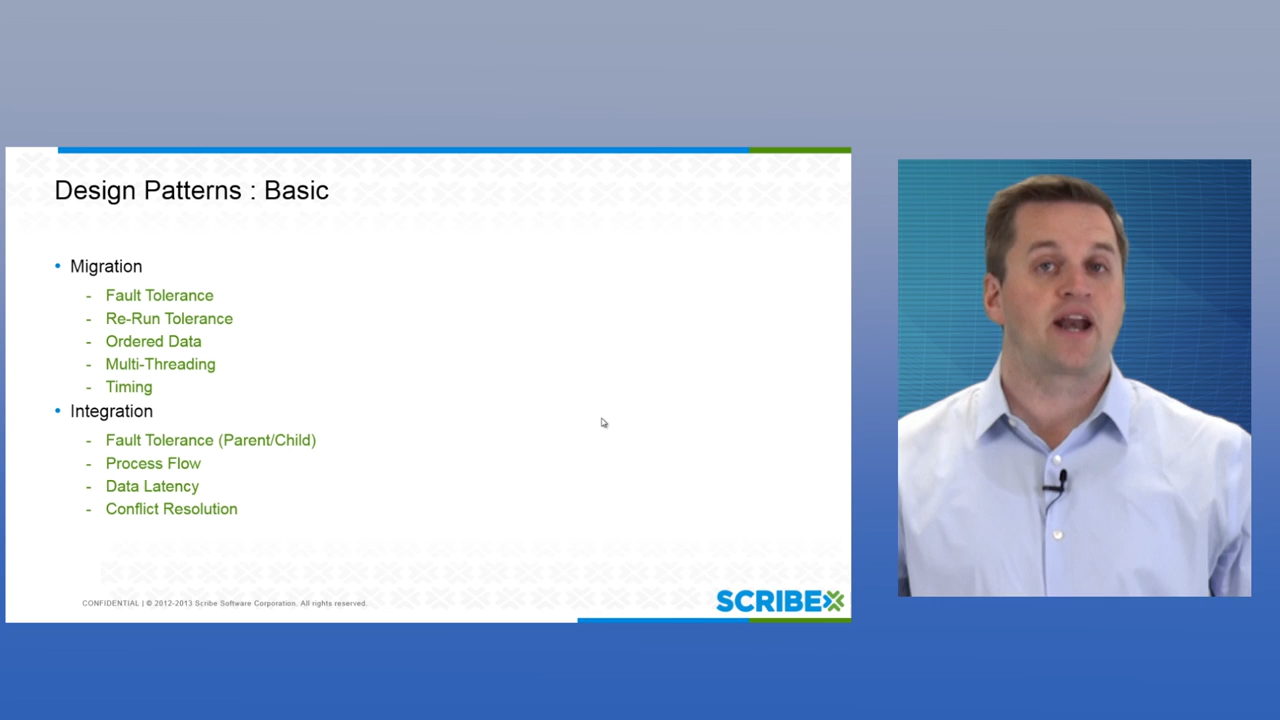 Design Patterns : Basic
• Migration
- Fault Tolerance
- Re-Run Tolerance
- Ordered Data
- Multi-Threading
- Timing
• Integration
- Fault Tolerance (Parent/Child)
- Process Flow
- Data Latency
- Conflict Resolution
CONFIDENTIAL | © 2012-2013 Scribe Software Corporation. All rights reserved.
SCRIBE